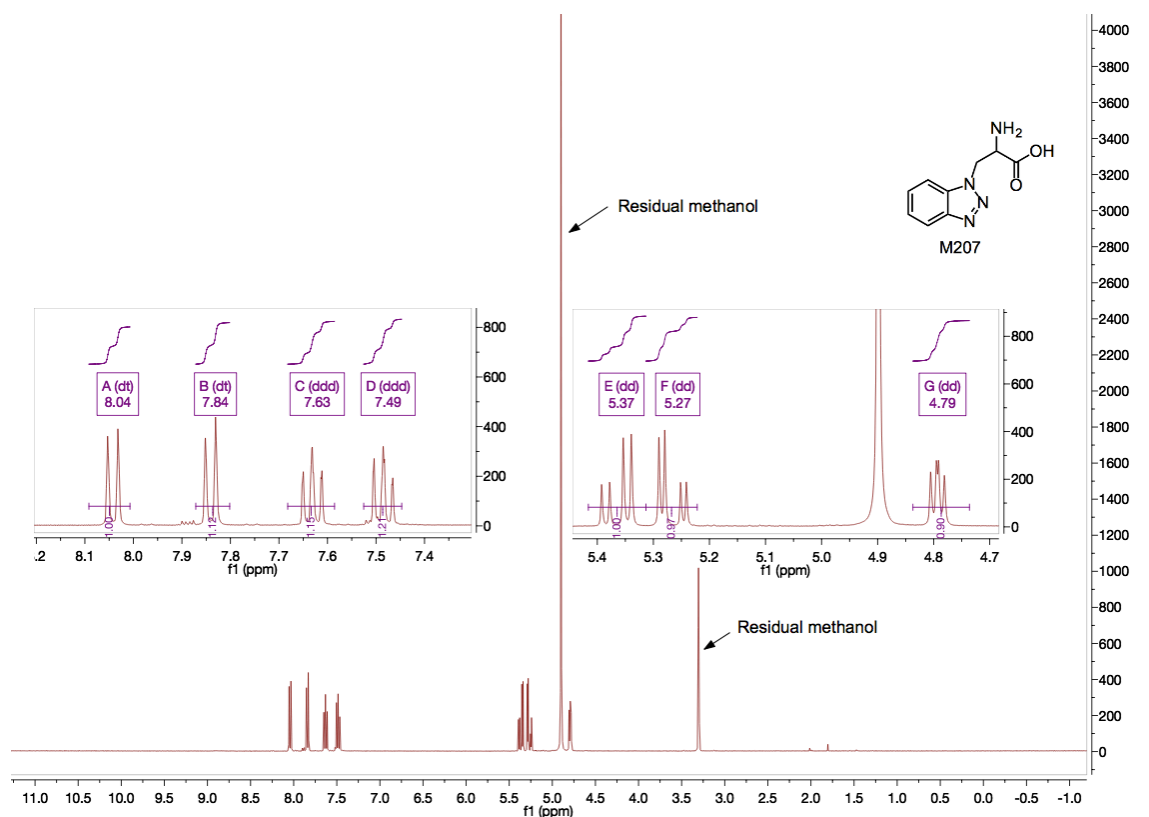 Residual methanol
NH₂
OH
O
N
N
N
M207
A (dt)
8.04
B (dt)
7.84
C (ddd)
7.63
D (ddd)
7.49
1.00
1.12
1.15
1.21
800
600
400
200
0
.2 8.1 8.0 7.9 7.8 7.7 7.6 7.5 7.4
f1 (ppm)
E (dd)
5.37
F (dd)
5.27
G (dd)
4.79
1.00
0.97
0.90
800
600
400
200
0
5.4 5.3 5.2 5.1 5.0 4.9 4.8 4.7
f1 (ppm)
Residual methanol
4000
3800
3600
3400
3200
3000
2800
2600
2400
2200
2000
1800
1600
1400
1200
1000
800
600
400
200
0
11.0 10.5 10.0 9.5 9.0 8.5 8.0 7.5 7.0 6.5 6.0 5.5 5.0 4.5 4.0 3.5 3.0 2.5 2.0 1.5 1.0 0.5 0.0 -0.5 -1.0
f1 (ppm)